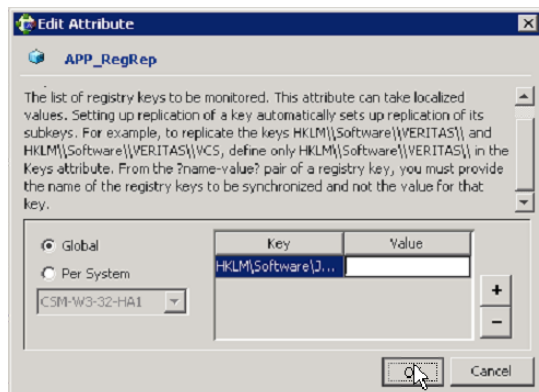 Edit Attribute
APP_RegRep
The list of registry keys to be monitored. This attribute can take localized
values. Setting up replication of a key automatically sets up replication of its
subkeys. For example, to replicate the keys HKLM\\Software\\VERITAS\\ and
HKLM\\Software\\VERITAS\\VCS, define only HKLM\\Software\\VERITAS\\ in the
Keys attribute. From the ?name-value? pair of a registry key, you must provide
the name of the registry keys to be synchronized and not the value for that
key.
Global
Per System
CSM-W3-32-HA1
Key Value
HKLM\Software\J...
+
-
Cancel